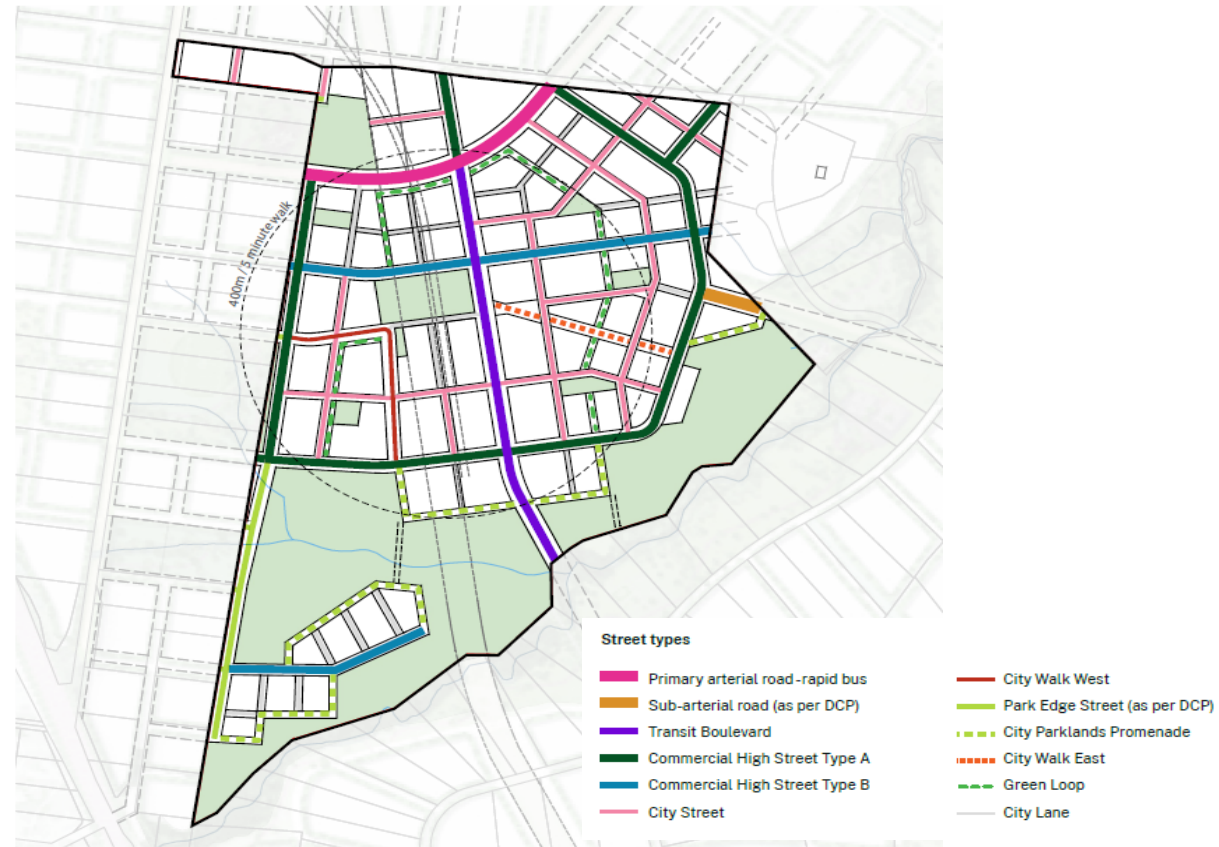 400m / 5 minute walk
Street types
Primary arterial road -rapid bus
Sub-arterial road (as per DCP)
Transit Boulevard
Commercial High Street Type A
Commercial High Street Type B
City Street
City Walk West
Park Edge Street (as per DCP)
City Parklands Promenade
City Walk East
Green Loop
City Lane